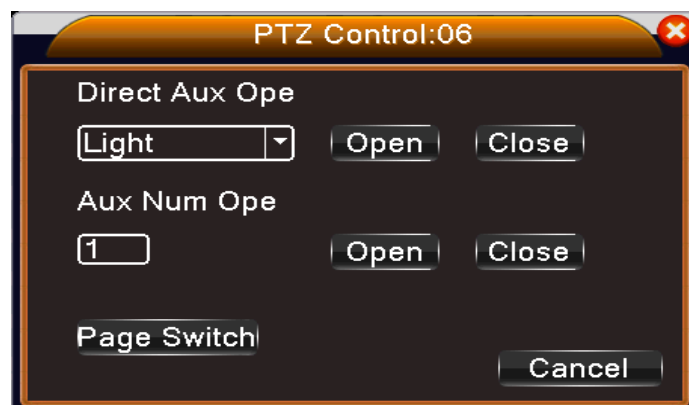 PTZ Control:06
Direct Aux Ope
Light Open Close
Aux Num Ope
1 Open Close
Page Switch
Cancel